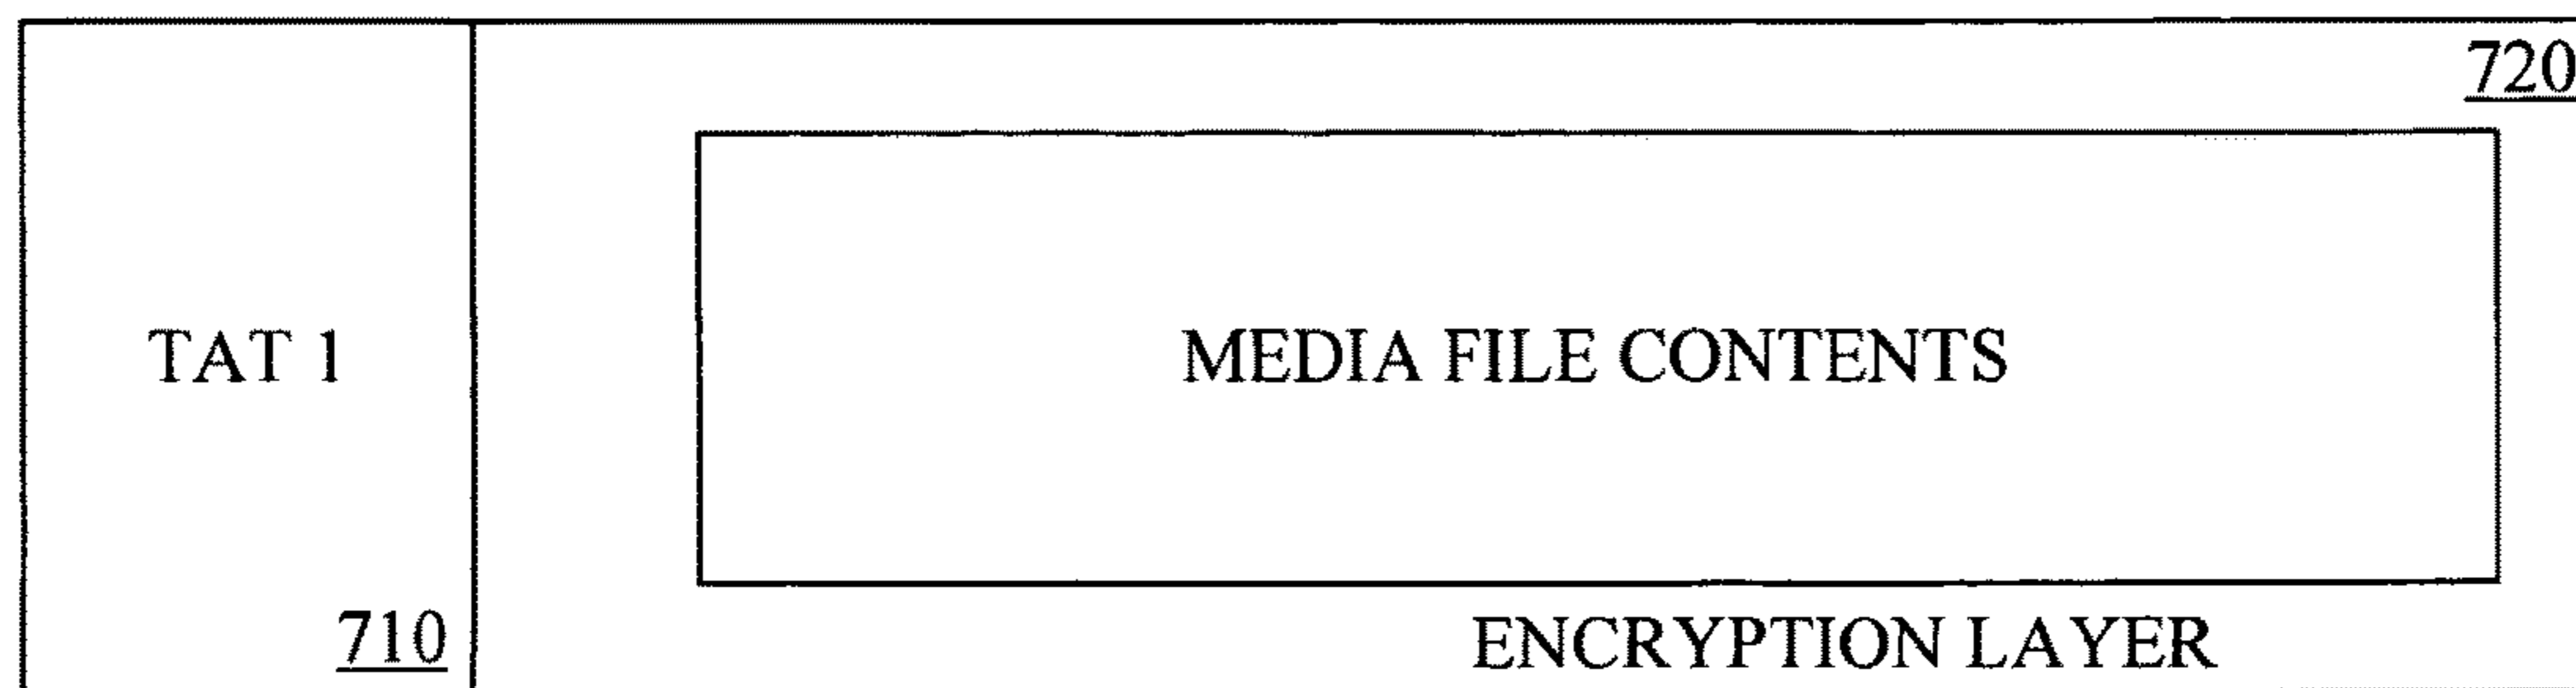 720
TAT 1
MEDIA FILE CONTENTS
710
ENCRYPTION LAYER